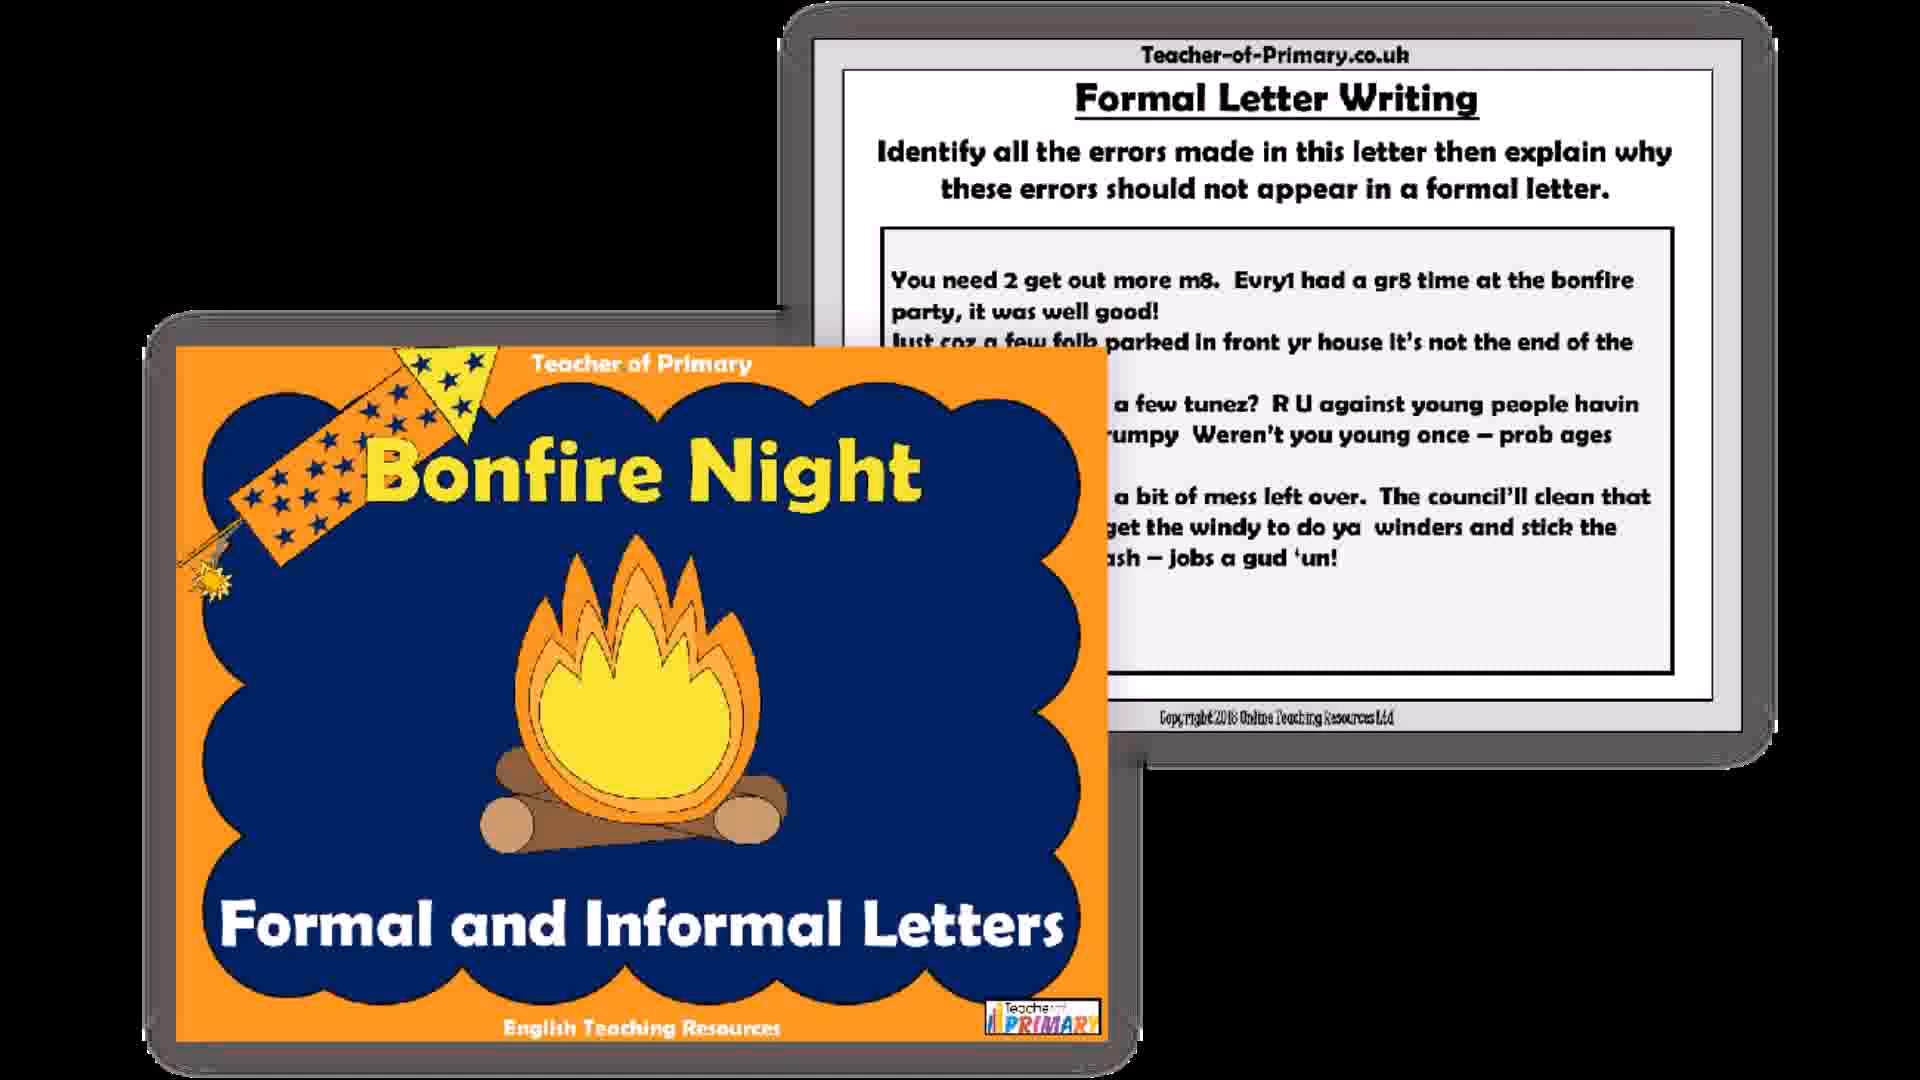 Teacher-of-Primary.co.uk
Formal Letter Writing
Identify all the errors made in this letter then explain why
these errors should not appear in a formal letter.
You need 2 get out more m8. Evry1 had a gr8 time at the bonfire
party, it was well good!
Just coz a few folk parked in front yr house it's not the end of the
a few tunez? R U against young people havin
Weren't you young once – prob ages
a bit of mess left over. The council'll clean that
get the windy to do ya winders and stick the
– jobs a gud 'un!
Copyright 2018 Online Teaching Resources Ltd
Teacher of Primary
Bonfire Night
Formal and Informal Letters
English Teaching Resources
Teacher of
PRIMARY